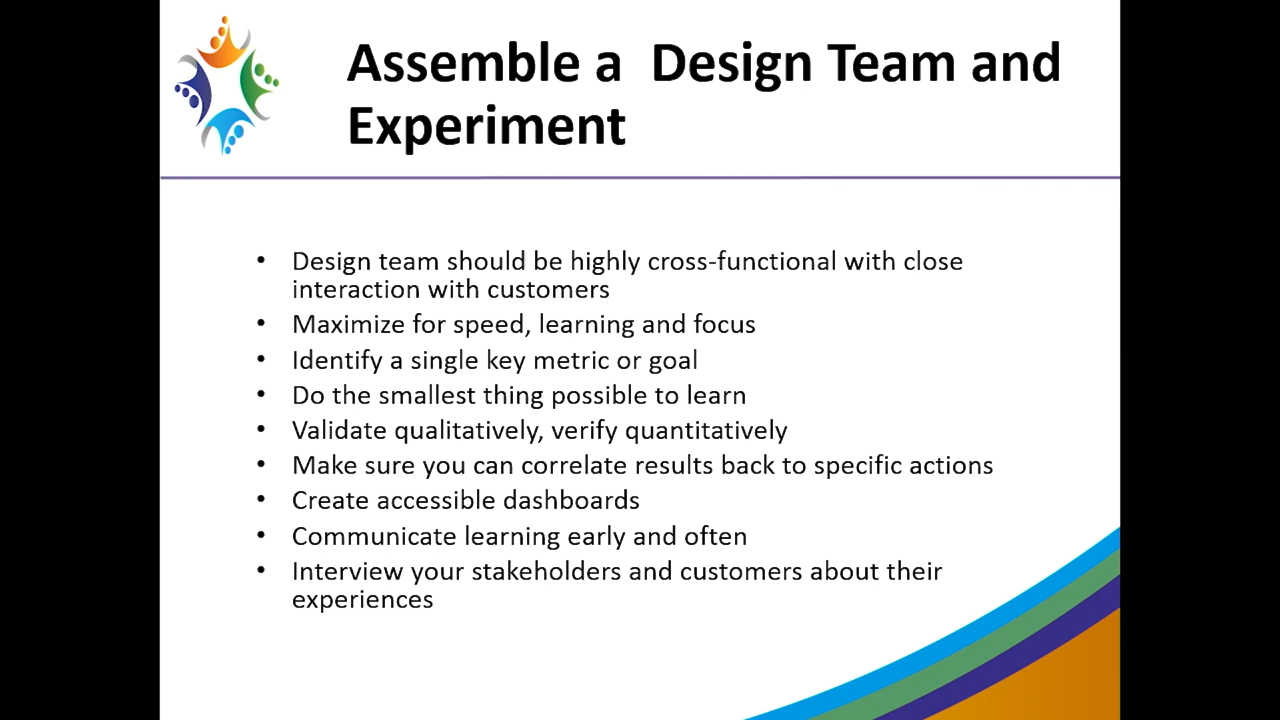 Assemble a  Design Team and
Experiment
• Design team should be highly cross-functional with close
interaction with customers
• Maximize for speed, learning and focus
• Identify a single key metric or goal
• Do the smallest thing possible to learn
• Validate qualitatively, verify quantitatively
• Make sure you can correlate results back to specific actions
• Create accessible dashboards
• Communicate learning early and often
• Interview your stakeholders and customers about their
experiences